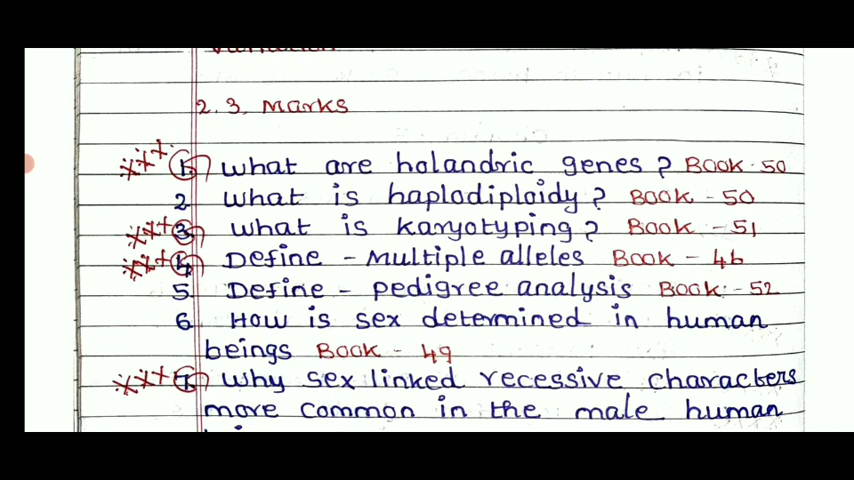 Variation
2. 3. Marks
1. What are holandric genes? Book. 50
2 What is haplodiploidy? Book - 50
3. What is karyotyping? Book - 51
4. Define - Multiple alleles Book - 46
5. Define - pedigree analysis Book - 52
6 How is sex determined in human
beings Book - 49
7. Why sex linked recessive characters
more common in the male human